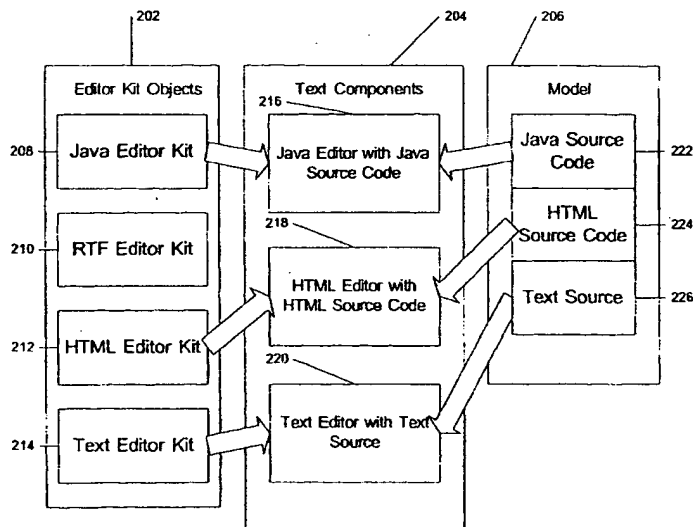 202
204
206
Editor Kit Objects
Text Components
Model
208
Java Editor Kit
210
RTF Editor Kit
212
HTML Editor Kit
214
Text Editor Kit
216
Java Editor with Java
Source Code
218
HTML Editor with
HTML Source Code
220
Text Editor with Text
Source
Java Source
Code
222
HTML
Source Code
224
Text Source
226